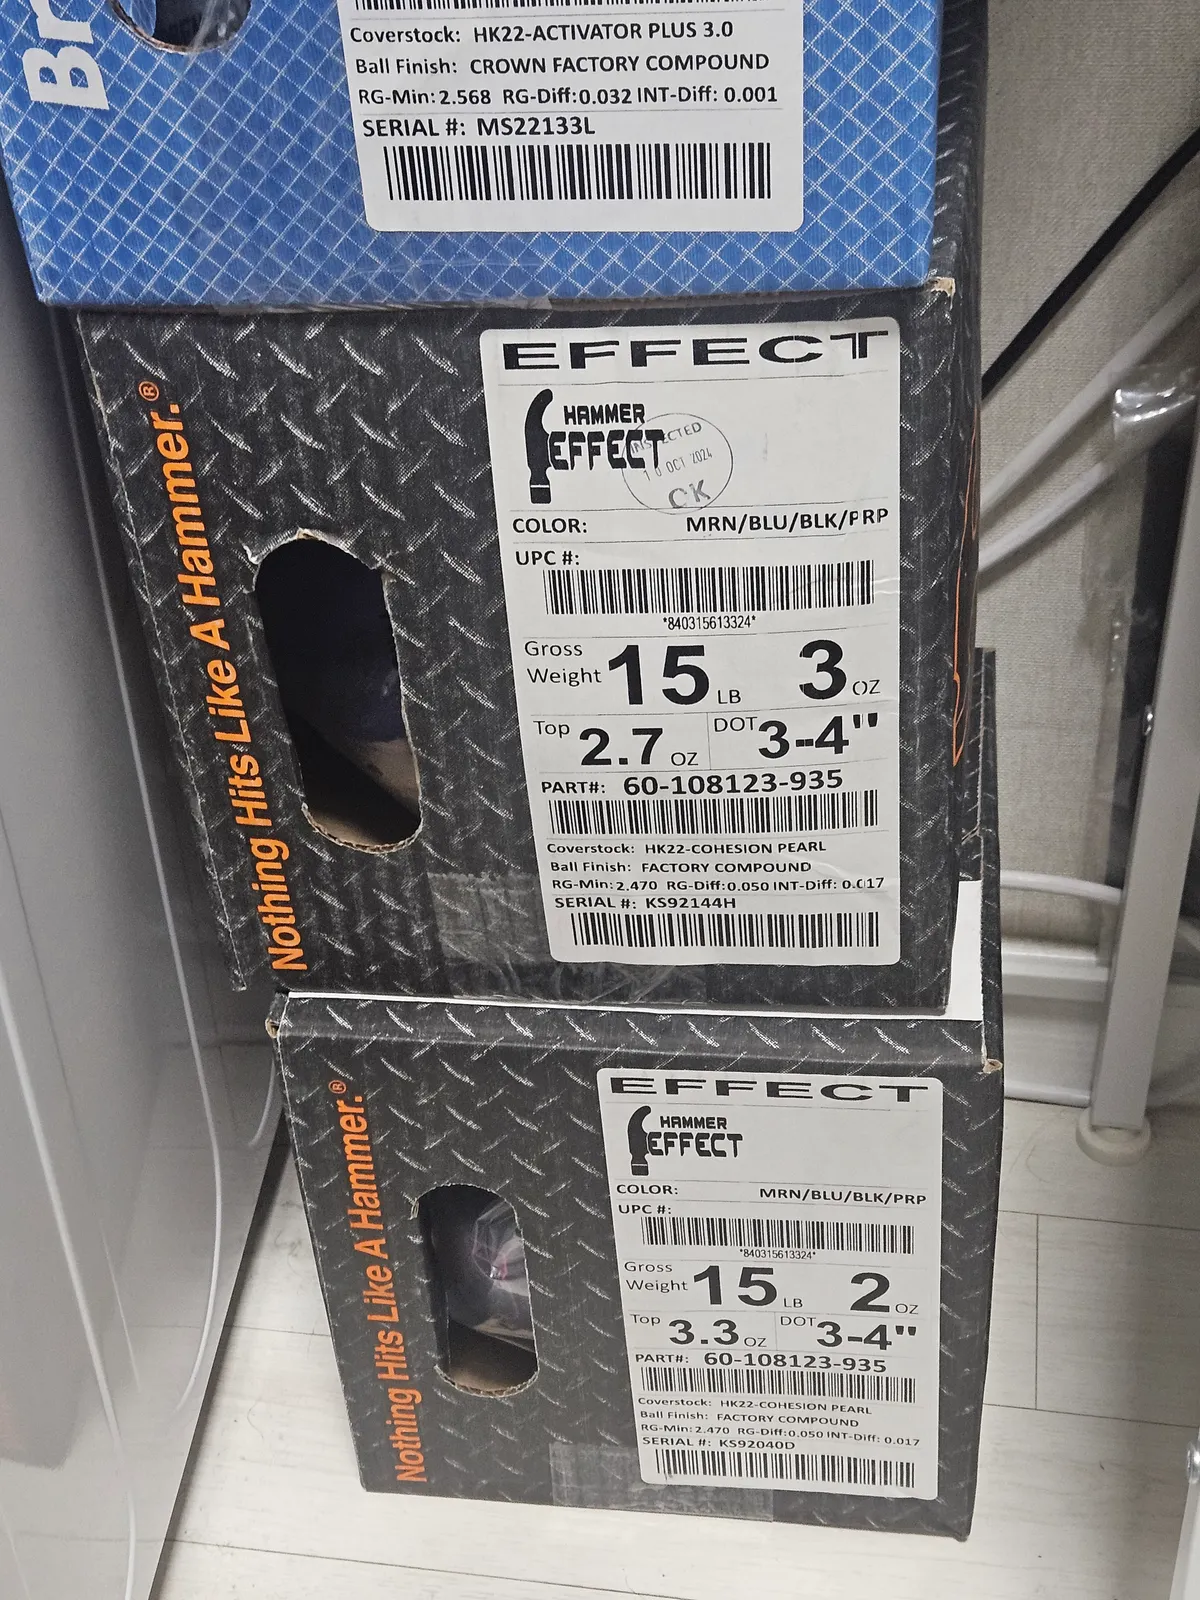 Br
Coverstock: HK22-ACTIVATOR PLUS 3.0
Ball Finish: CROWN FACTORY COMPOUND
RG-Min: 2.568 RG-Diff:0.032 INT-Diff: 0.001
SERIAL #: MS22133L
Nothing Hits Like A Hammer.®
EFFECT
HAMMER
EFFECT
INSPECTED
10 OCT 2024
CK
COLOR: MRN/BLU/BLK/PRP
UPC #:
*840315613324*
Gross Weight 15 LB 3 OZ
Top 2.7 OZ DOT 3-4"
PART#: 60-108123-935
Coverstock: HK22-COHESION PEARL
Ball Finish: FACTORY COMPOUND
RG-Min: 2.470 RG-Diff:0.050 INT-Diff: 0.017
SERIAL #: KS92144H
Nothing Hits Like A Hammer.®
EFFECT
HAMMER
EFFECT
COLOR: MRN/BLU/BLK/PRP
UPC #:
*840315613324*
Gross Weight 15 LB 2 OZ
Top 3.3 OZ DOT 3-4"
PART#: 60-108123-935
Coverstock: HK22-COHESION PEARL
Ball Finish: FACTORY COMPOUND
RG-Min: 2.470 RG-Diff:0.050 INT-Diff: 0.017
SERIAL #: KS92040D